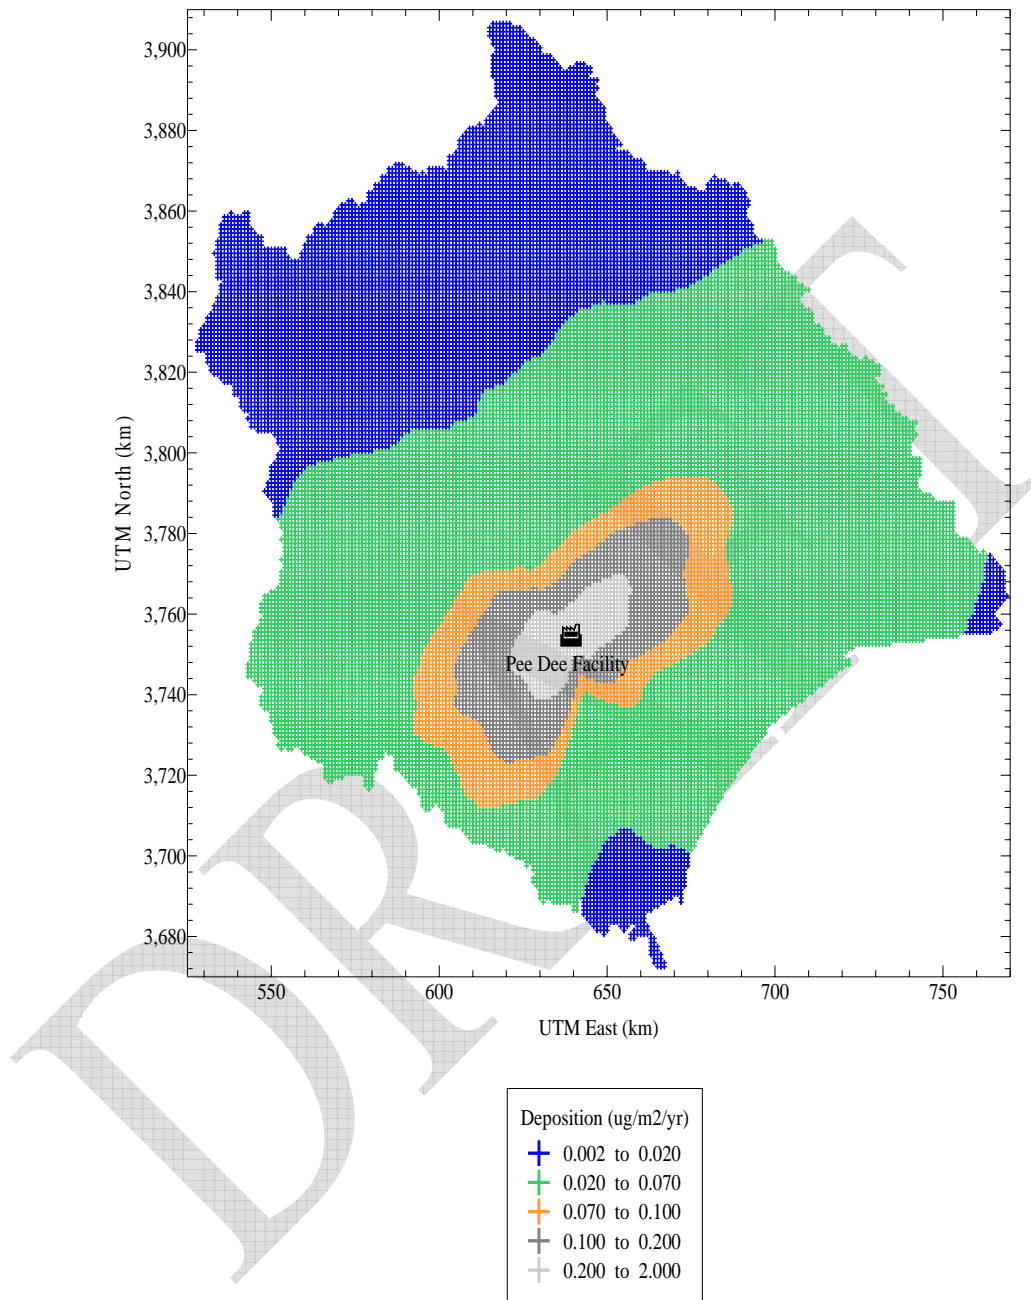 3,900
3,880
3,860
3,840
3,820
3,800
3,780
3,760
3,740
3,720
3,700
3,680
UTM North (km)
Pee Dee Facility
550 600 650 700 750
UTM East (km)
DRAFT
Deposition (ug/m2/yr)
0.002 to 0.020
0.020 to 0.070
0.070 to 0.100
0.100 to 0.200
0.200 to 2.000